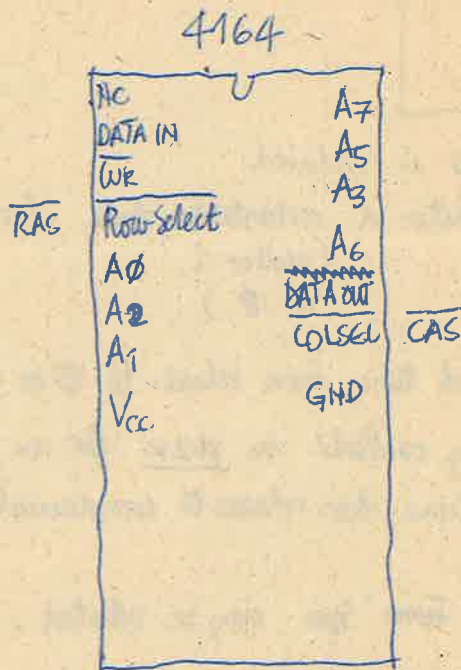 4164
NC
DATA IN
WR
RAS
Row Select
AØ
A2
A1
Vcc
A7
A5
A3
A6
DATA OUT
COLSEL
CAS
GND